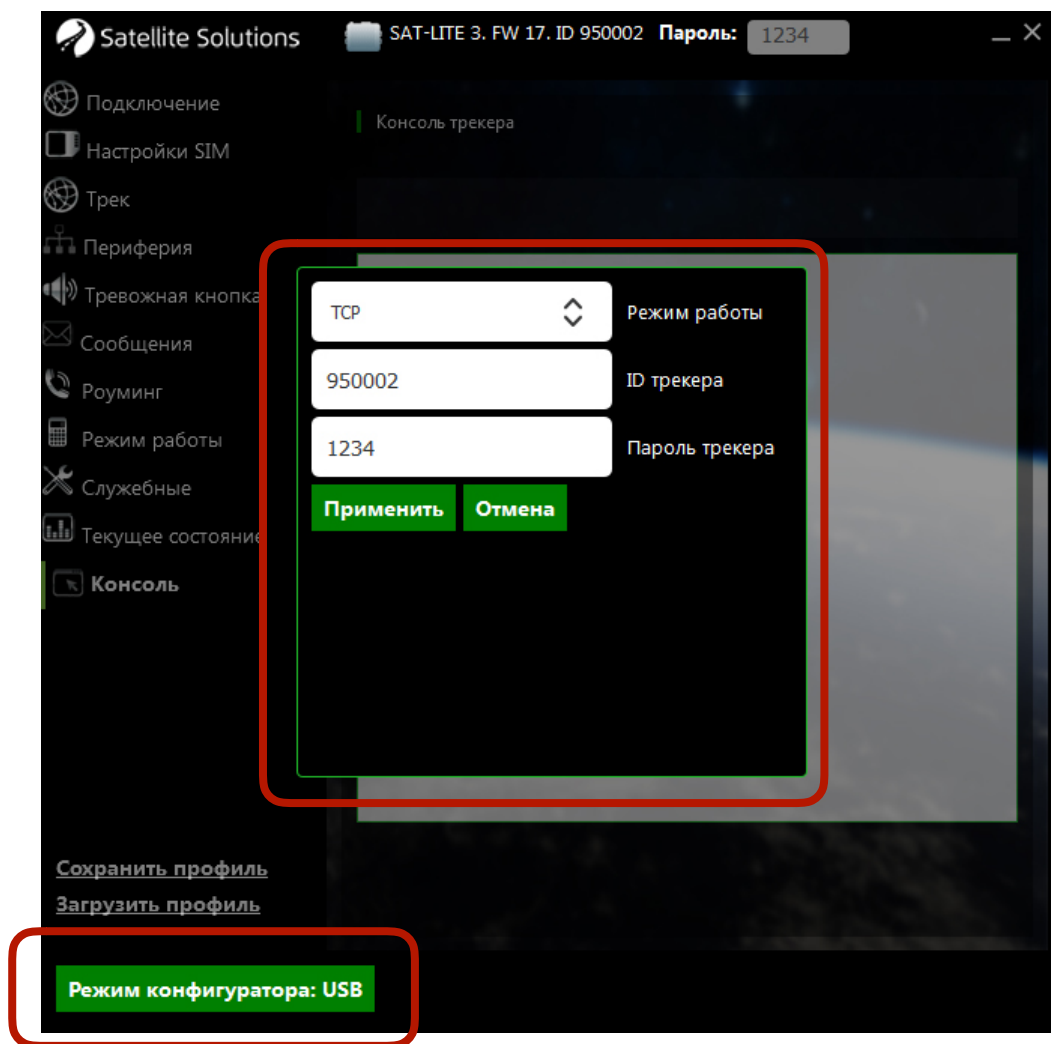 Satellite Solutions
SAT-LITE 3. FW 17. ID 950002 Пароль: 1234
Подключение
Настройки SIM
Трек
Периферия
Тревожная кнопка
Сообщения
Роуминг
Режим работы
Служебные
Текущее состояние
Консоль
Консоль трекера
TCP Режим работы
950002 ID трекера
1234 Пароль трекера
Применить Отмена
Сохранить профиль
Загрузить профиль
Режим конфигуратора: USB